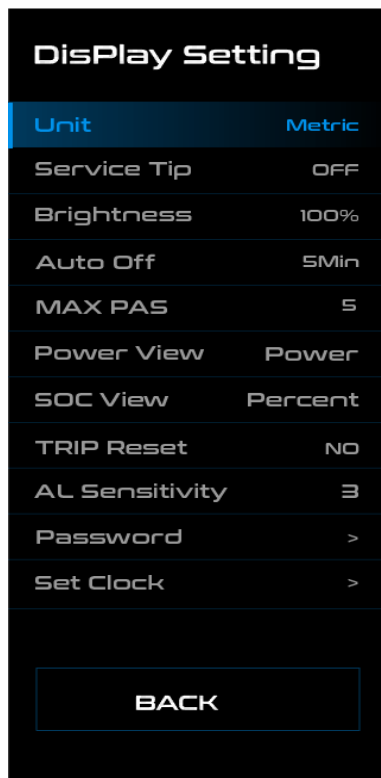 DisPlay Setting
Unit Metric
Service Tip OFF
Brightness 100%
Auto Off 5Min
MAX PAS 5
Power View Power
SOC View Percent
TRIP Reset NO
AL Sensitivity 3
Password >
Set Clock >
BACK